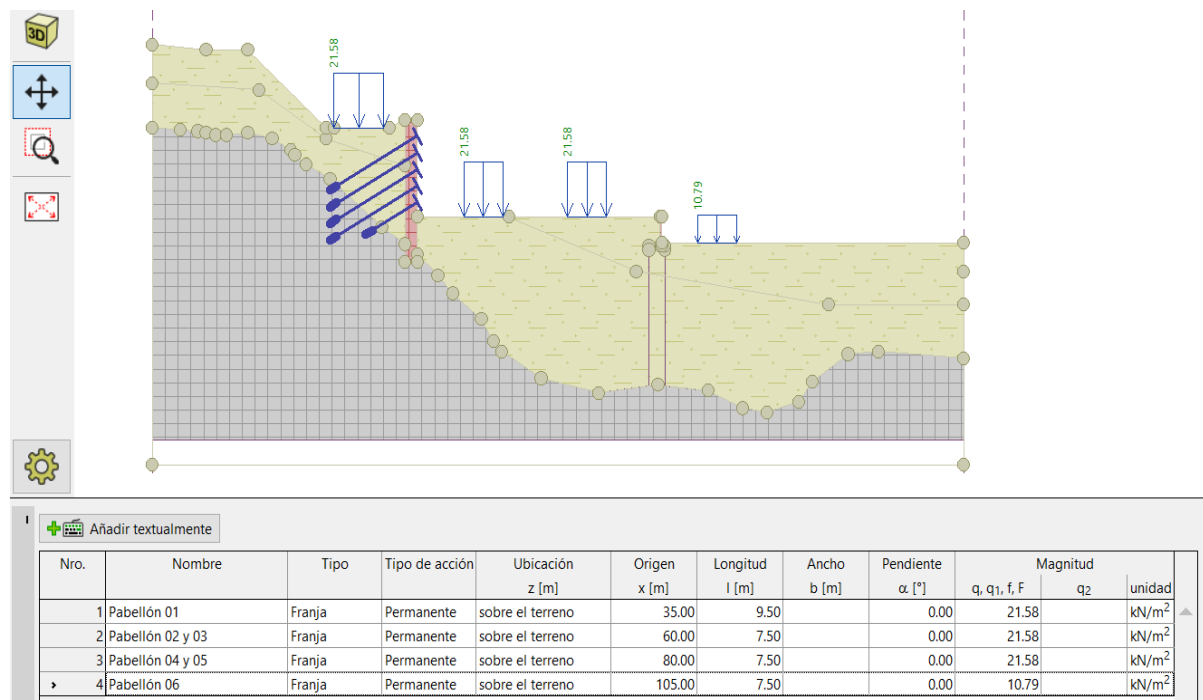 3D
21.58
21.58
21.58
10.79
Añadir textualmente
Nro. Nombre Tipo Tipo de acción Ubicación Origen Longitud Ancho Pendiente Magnitud
z [m] x [m] l [m] b [m] α [°] q, q1, f, F q2 unidad
1 Pabellón 01 Franja Permanente sobre el terreno 35.00 9.50 0.00 21.58 kN/m²
2 Pabellón 02 y 03 Franja Permanente sobre el terreno 60.00 7.50 0.00 21.58 kN/m²
3 Pabellón 04 y 05 Franja Permanente sobre el terreno 80.00 7.50 0.00 21.58 kN/m²
4 Pabellón 06 Franja Permanente sobre el terreno 105.00 7.50 0.00 10.79 kN/m²